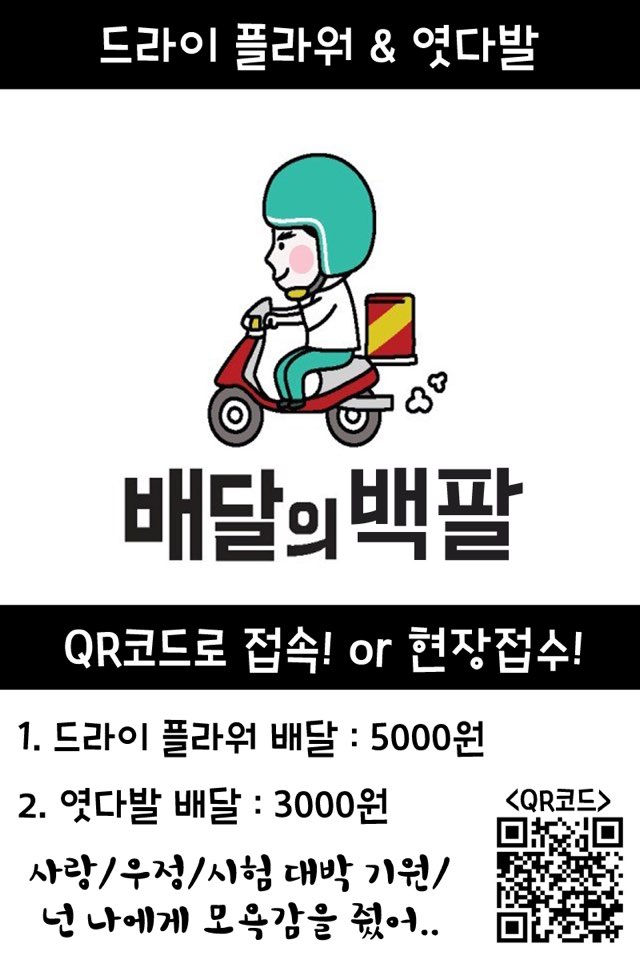 드라이 플라워 & 엿다발
배달의백팔
QR코드로 접속! or 현장접수!
1. 드라이 플라워 배달 : 5000원
2. 엿다발 배달 : 3000원
<QR코드>
사랑/우정/시험 대박 기원/
넌 나에게 모욕감을 줬어..